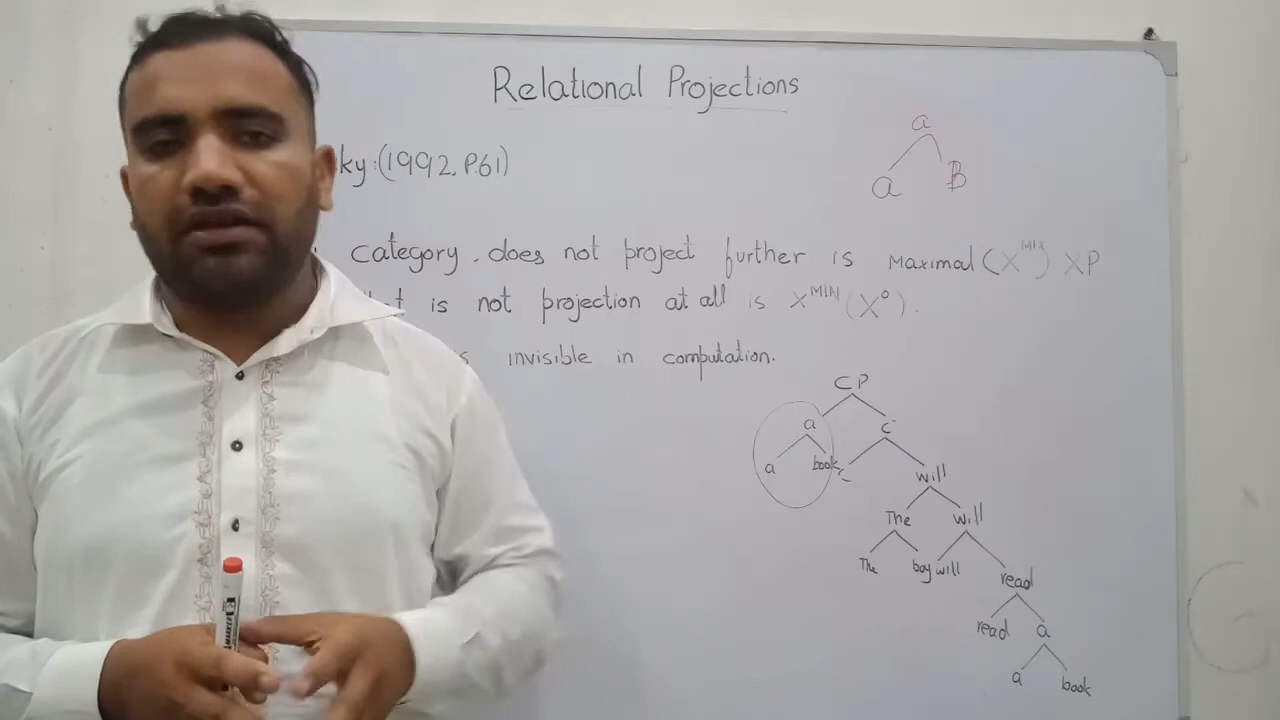 Relational Projections
ky:(1992. P.61)
a
a B
category. does not project further is maximal (X^MIN) XP
is not projection at all is X^MIN (X°).
invisible in computation.
CP
a C'
a book C will
The will
The boy will read
read a
a book